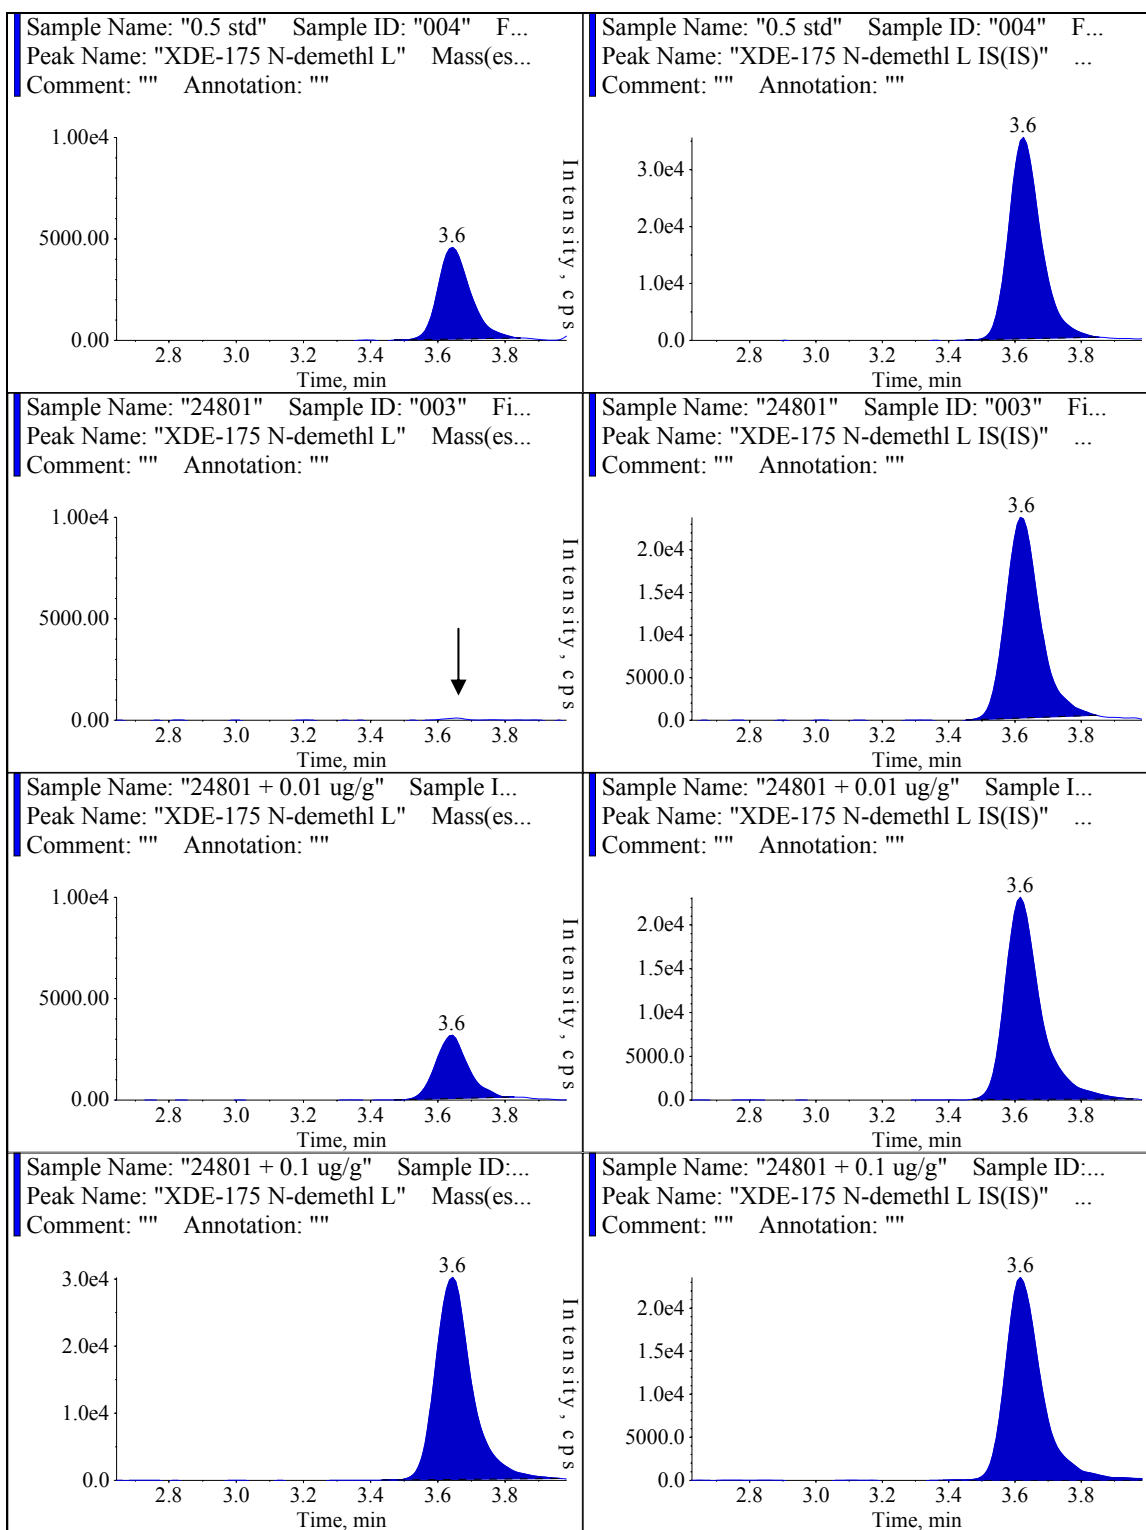 Sample Name: "0.5 std"    Sample ID: "004"    F...
Peak Name: "XDE-175 N-demethl L"    Mass(es...
Comment: ""    Annotation: ""
3.6
1.00e4
5000.00
0.00
2.8 3.0 3.2 3.4 3.6 3.8
Time, min
Intensity, cps
Sample Name: "0.5 std"    Sample ID: "004"    F...
Peak Name: "XDE-175 N-demethl L IS(IS)"    ...
Comment: ""    Annotation: ""
3.6
3.0e4
2.0e4
1.0e4
0.0
2.8 3.0 3.2 3.4 3.6 3.8
Time, min
Sample Name: "24801"    Sample ID: "003"    Fi...
Peak Name: "XDE-175 N-demethl L"    Mass(es...
Comment: ""    Annotation: ""
1.00e4
5000.00
0.00
2.8 3.0 3.2 3.4 3.6 3.8
Time, min
Intensity, cps
Sample Name: "24801"    Sample ID: "003"    Fi...
Peak Name: "XDE-175 N-demethl L IS(IS)"    ...
Comment: ""    Annotation: ""
3.6
2.0e4
1.5e4
1.0e4
5000.0
0.0
2.8 3.0 3.2 3.4 3.6 3.8
Time, min
Sample Name: "24801 + 0.01 ug/g"    Sample I...
Peak Name: "XDE-175 N-demethl L"    Mass(es...
Comment: ""    Annotation: ""
1.00e4
5000.00
3.6
0.00
2.8 3.0 3.2 3.4 3.6 3.8
Time, min
Intensity, cps
Sample Name: "24801 + 0.01 ug/g"    Sample I...
Peak Name: "XDE-175 N-demethl L IS(IS)"    ...
Comment: ""    Annotation: ""
3.6
2.0e4
1.5e4
1.0e4
5000.0
0.0
2.8 3.0 3.2 3.4 3.6 3.8
Time, min
Sample Name: "24801 + 0.1 ug/g"    Sample ID:...
Peak Name: "XDE-175 N-demethl L"    Mass(es...
Comment: ""    Annotation: ""
3.6
3.0e4
2.0e4
1.0e4
0.0
2.8 3.0 3.2 3.4 3.6 3.8
Time, min
Intensity, cps
Sample Name: "24801 + 0.1 ug/g"    Sample ID:...
Peak Name: "XDE-175 N-demethl L IS(IS)"    ...
Comment: ""    Annotation: ""
3.6
2.0e4
1.5e4
1.0e4
5000.0
0.0
2.8 3.0 3.2 3.4 3.6 3.8
Time, min